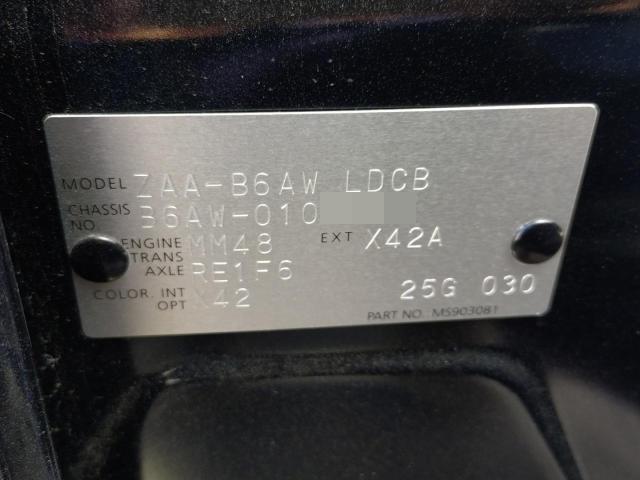 MODEL ZAA-B6AW LDCB
CHASSIS NO. B6AW-010
ENGINE MM48 EXT X42A
TRANS AXLE RE1F6
COLOR. INT X42
OPT 25G 030
PART NO. MS903081